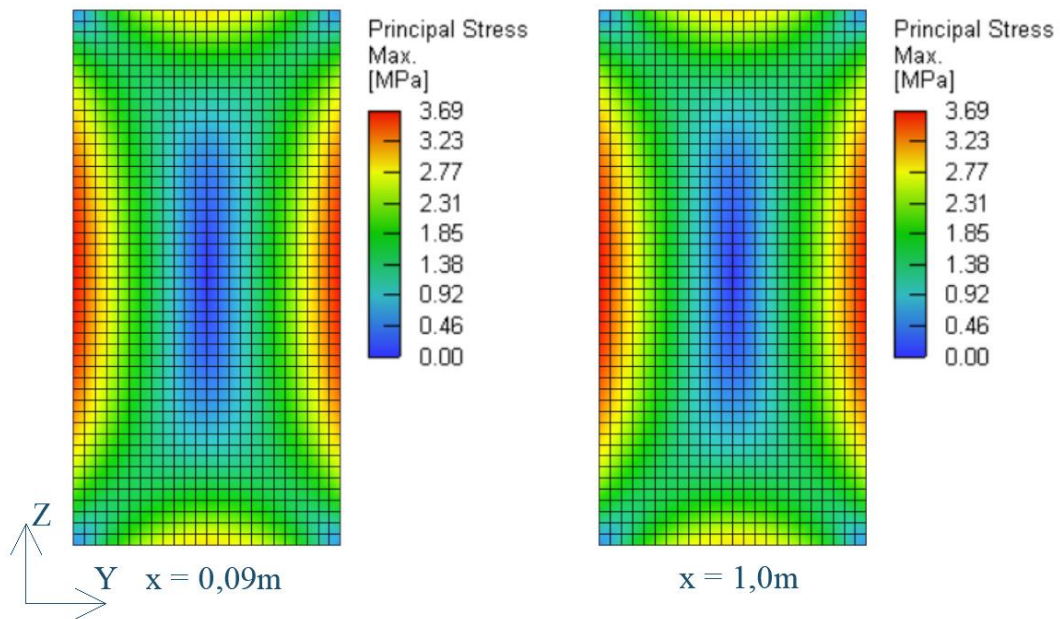 Principal Stress
Max.
[MPa]
3.69
3.23
2.77
2.31
1.85
1.38
0.92
0.46
0.00
Principal Stress
Max.
[MPa]
3.69
3.23
2.77
2.31
1.85
1.38
0.92
0.46
0.00
Z
Y x = 0,09m
x = 1,0m